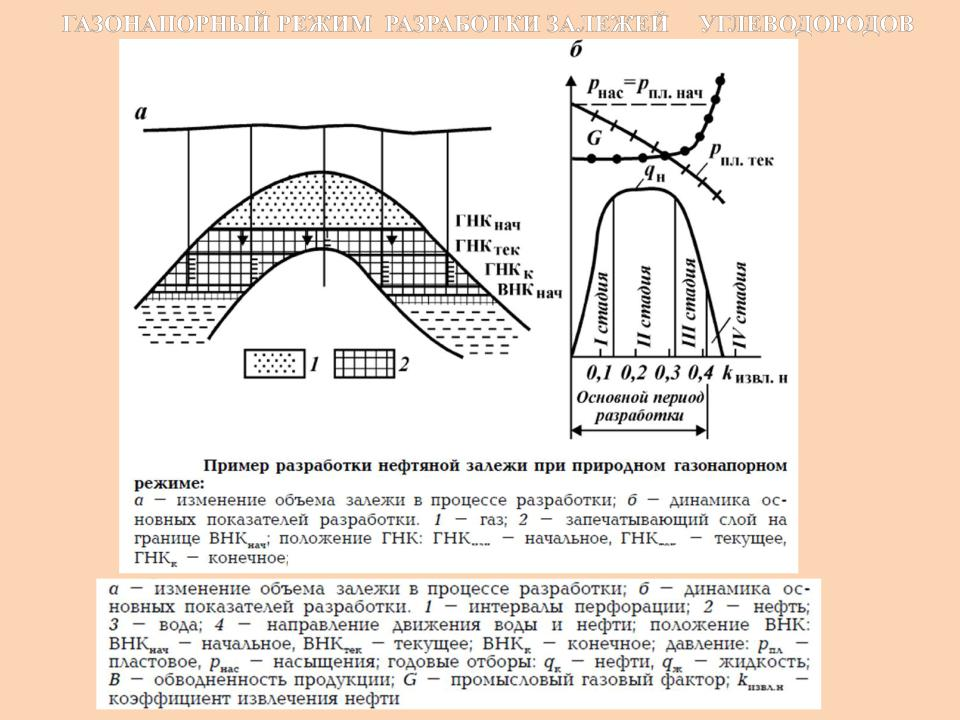 ГАЗОНАПОРНЫЙ РЕЖИМ РАЗРАБОТКИ ЗАЛЕЖЕЙ УГЛЕВОДОРОДОВ
а
ГНКнач
ГНКтек
ГНКк
ВНКнач
1
2
б
pнас=pпл. нач
G
pпл. тек
qн
I стадия
II стадия
III стадия
IV стадия
0,1 0,2 0,3 0,4 kизвл. н
Основной период
разработки
Пример разработки нефтяной залежи при природном газонапорном
режиме:
а — изменение объема залежи в процессе разработки; б — динамика ос-
новных показателей разработки. 1 — газ; 2 — запечатывающий слой на
границе ВНКнач; положение ГНК: ГНКнач — начальное, ГНКтек — текущее,
ГНКк — конечное;
а — изменение объема залежи в процессе разработки; б — динамика ос-
новных показателей разработки. 1 — интервалы перфорации; 2 — нефть;
3 — вода; 4 — направление движения воды и нефти; положение ВНК:
ВНКнач — начальное, ВНКтек — текущее; ВНКк — конечное; давление: pпл —
пластовое, pнас — насыщения; годовые отборы: qк — нефти, qж — жидкость;
В — обводненность продукции; G — промысловый газовый фактор; kизвл.н —
коэффициент извлечения нефти